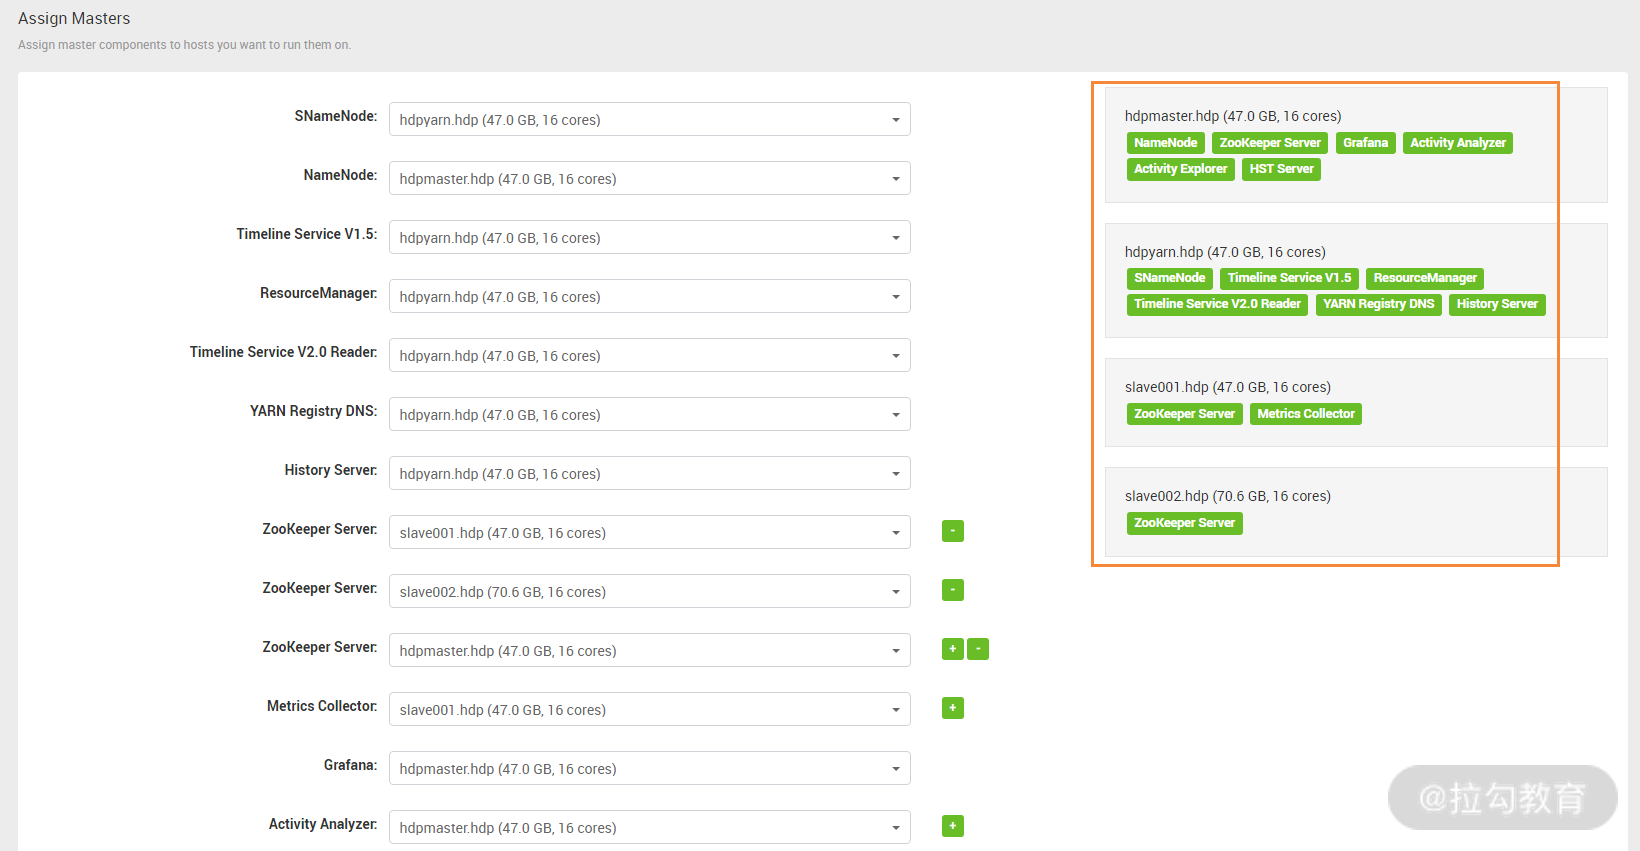 Assign Masters
Assign master components to hosts you want to run them on.
SNameNode: hdpyarn.hdp (47.0 GB, 16 cores)
NameNode: hdpmaster.hdp (47.0 GB, 16 cores)
Timeline Service V1.5: hdpyarn.hdp (47.0 GB, 16 cores)
ResourceManager: hdpyarn.hdp (47.0 GB, 16 cores)
Timeline Service V2.0 Reader: hdpyarn.hdp (47.0 GB, 16 cores)
YARN Registry DNS: hdpyarn.hdp (47.0 GB, 16 cores)
History Server: hdpyarn.hdp (47.0 GB, 16 cores)
ZooKeeper Server: slave001.hdp (47.0 GB, 16 cores) -
ZooKeeper Server: slave002.hdp (70.6 GB, 16 cores) -
ZooKeeper Server: hdpmaster.hdp (47.0 GB, 16 cores) + -
Metrics Collector: slave001.hdp (47.0 GB, 16 cores) +
Grafana: hdpmaster.hdp (47.0 GB, 16 cores)
Activity Analyzer: hdpmaster.hdp (47.0 GB, 16 cores) +
hdpmaster.hdp (47.0 GB, 16 cores)
NameNode ZooKeeper Server Grafana Activity Analyzer
Activity Explorer HST Server
hdpyarn.hdp (47.0 GB, 16 cores)
SNameNode Timeline Service V1.5 ResourceManager
Timeline Service V2.0 Reader YARN Registry DNS History Server
slave001.hdp (47.0 GB, 16 cores)
ZooKeeper Server Metrics Collector
slave002.hdp (70.6 GB, 16 cores)
ZooKeeper Server
@拉勾教育